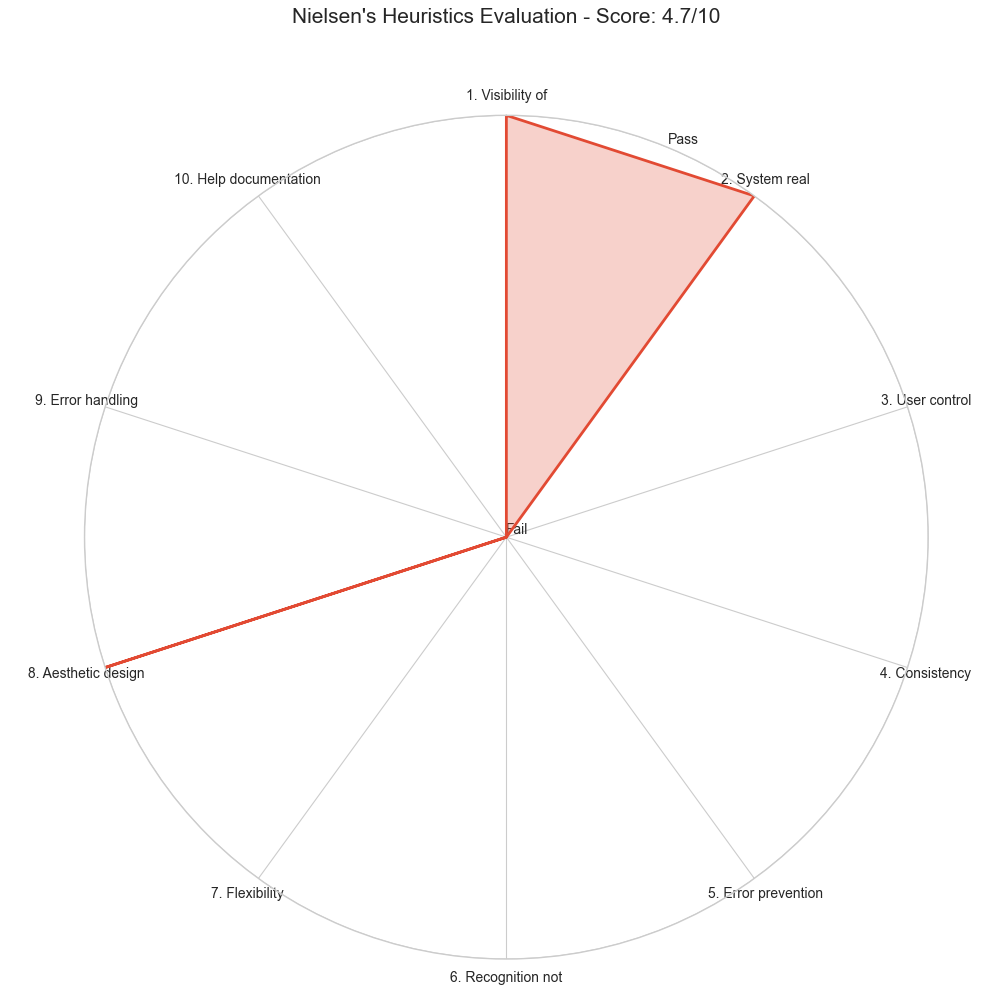 Nielsen's Heuristics Evaluation - Score: 4.7/10
1. Visibility of
Pass
2. System real
3. User control
4. Consistency
5. Error prevention
6. Recognition not
7. Flexibility
8. Aesthetic design
9. Error handling
10. Help documentation
Fail